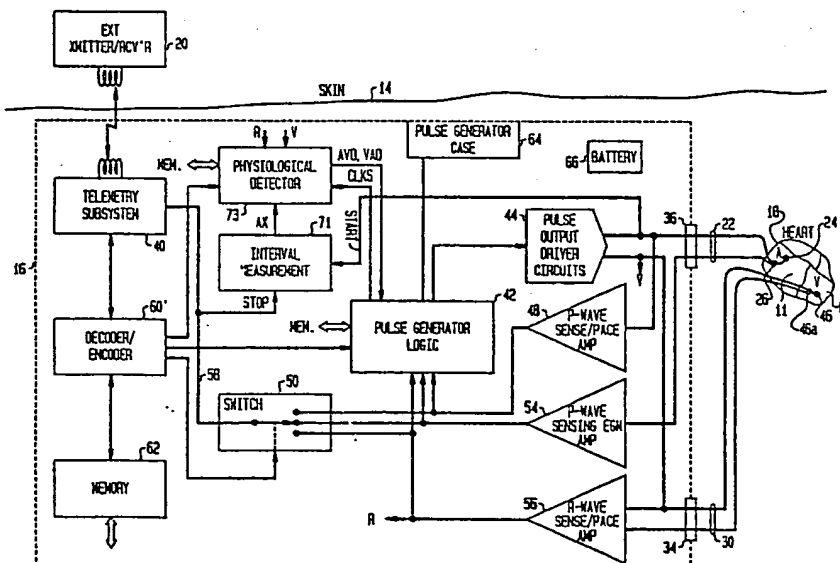 EXT
XMITTER/RCV'R
20
SKIN
14
PULSE GENERATOR
CASE
64
66
BATTERY
R
V
MEM.
PHYSIOLOGICAL
DETECTOR
73
AVD, VAD
CLKS
TELEMETRY
SUBSYSTEM
40
AX
71
INTERVAL
MEASUREMENT
START
STOP
44
PULSE
OUTPUT
DRIVER
CIRCUITS
36
22
18
HEART
24
A
V
26
11
46
46a
16
60'
DECODER/
ENCODER
MEM.
42
PULSE GENERATOR
LOGIC
48
P-WAVE
SENSE/PACE
AMP
58
50
SWITCH
54
P-WAVE
SENSING EGM
AMP
62
MEMORY
R
56
R-WAVE
SENSE/PACE
AMP
34
30